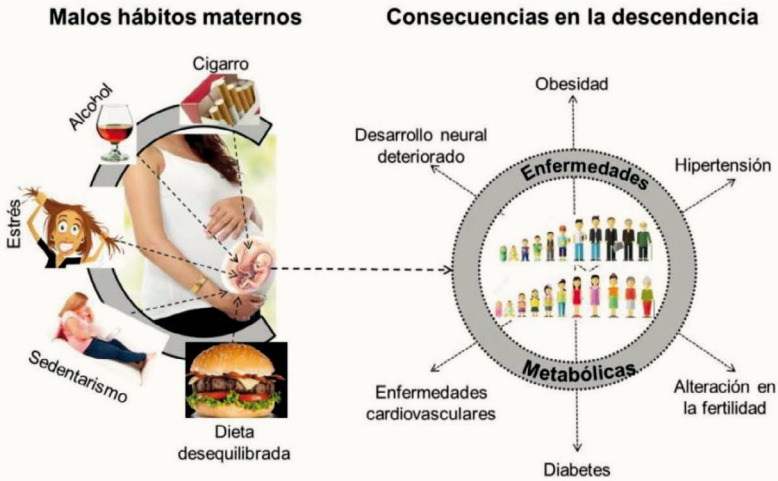 Malos hábitos maternos
Consecuencias en la descendencia
Cigarro
Alcohol
Estrés
Sedentarismo
Dieta
desequilibrada
Obesidad
Desarrollo neural
deteriorado
Hipertensión
Enfermedades
Metabólicas
Enfermedades
cardiovasculares
Alteración en
la fertilidad
Diabetes